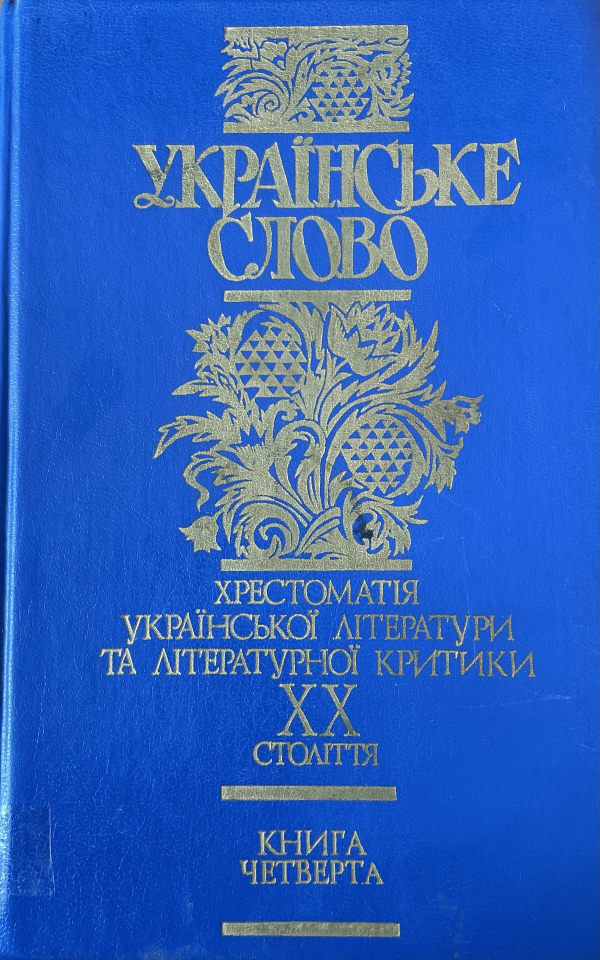 УКРАЇНСЬКЕ
СЛОВО
ХРЕСТОМАТІЯ
УКРАЇНСЬКОЇ ЛІТЕРАТУРИ
ТА ЛІТЕРАТУРНОЇ КРИТИКИ
XX
СТОЛІТТЯ
КНИГА
ЧЕТВЕРТА